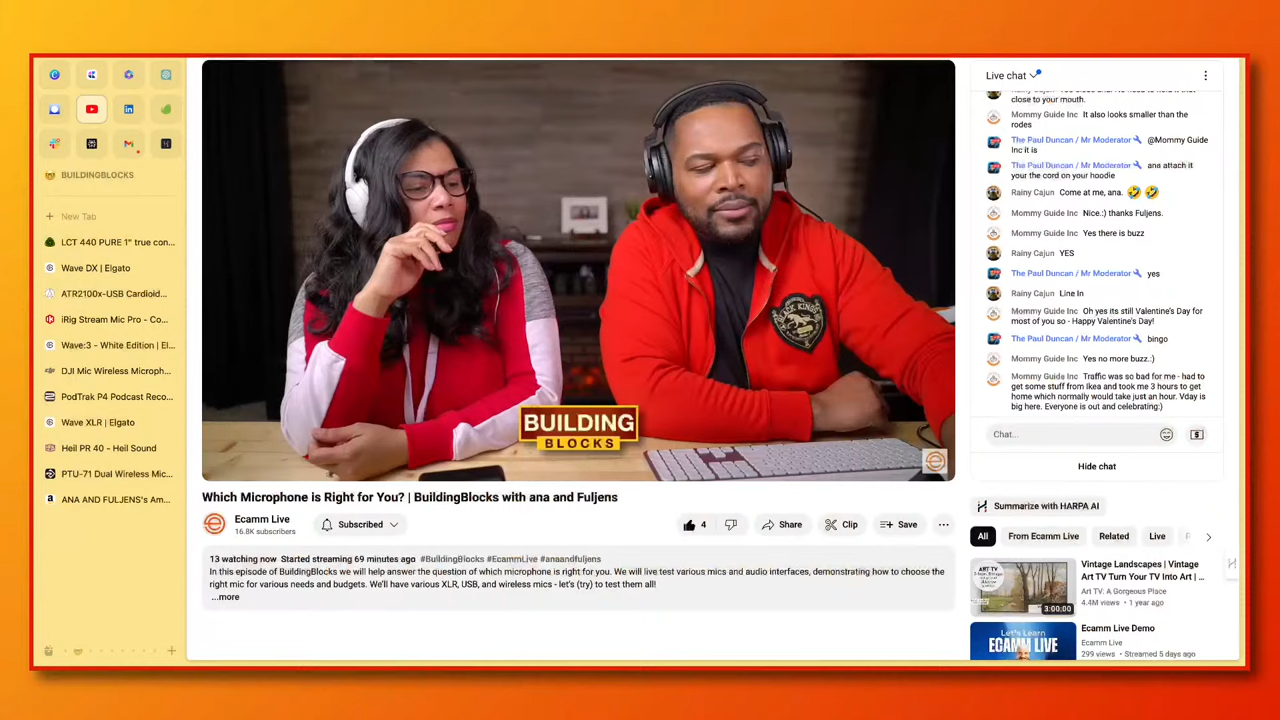 BUILDINGBLOCKS
New Tab
LCT 440 PURE 1" true con...
Wave DX | Elgato
ATR2100x-USB Cardioid...
iRig Stream Mic Pro - Co...
Wave:3 - White Edition | El...
DJI Mic Wireless Microph...
PodTrak P4 Podcast Reco...
Wave XLR | Elgato
Heil PR 40 - Heil Sound
PTU-71 Dual Wireless Mic...
ANA AND FULJENS's Am...
BLACK KINGS
BUILDING
BLOCKS
Which Microphone is Right for You? | BuildingBlocks with ana and Fuljens
Ecamm Live
16.8K subscribers
Subscribed
4
Share
Clip
Save
13 watching now Started streaming 69 minutes ago #BuildingBlocks #EcammLive #anaandfuljens
In this episode of BuildingBlocks we will help answer the question of which microphone is right for you. We will live test various mics and audio interfaces, demonstrating how to choose the
right mic for various needs and budgets. We'll have various XLR, USB, and wireless mics - let's (try) to test them all!
...more
Live chat
close to your mouth.
Mommy Guide Inc It also looks smaller than the
rodes
The Paul Duncan / Mr Moderator @Mommy Guide
Inc it is
The Paul Duncan / Mr Moderator ane attach it
your the cord on your hoodie
Rainy Cajun Come at me, ana. 🤣 🤣
Mommy Guide Inc Nice.:) thanks Fuljens.
Mommy Guide Inc Yes there is buzz
Rainy Cajun YES
The Paul Duncan / Mr Moderator yes
Rainy Cajun Line In
Mommy Guide Inc Oh yes its still Valentine's Day for
most of you so - Happy Valentine's Day!
The Paul Duncan / Mr Moderator bingo
Mommy Guide Inc Yes no more buzz.:)
Mommy Guide Inc Traffic was so bad for me - had to
get some stuff from Ikea and took me 3 hours to get
home which normally would take just an hour. Vday is
big here. Everyone is out and celebrating:)
Chat...
Hide chat
Summarize with HARPA AI
All
From Ecamm Live
Related
Live
ART TV
3:00:00
Vintage Landscapes | Vintage
Art TV Turn Your TV Into Art | ...
Art TV: A Gorgeous Place
4.4M views • 1 year ago
Let's Learn
ECAMM LIVE
Ecamm Live Demo
Ecamm Live
299 views • Streamed 5 days ago